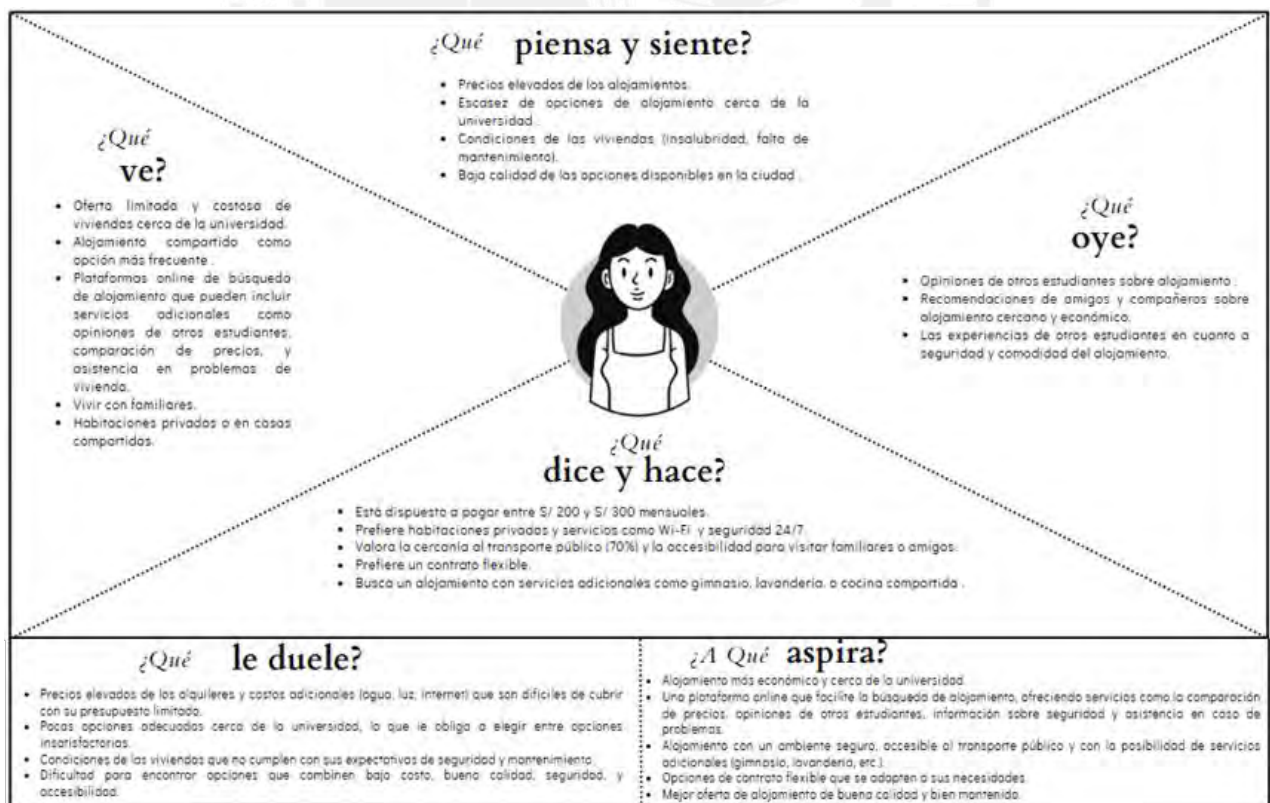 ¿Qué piensa y siente?
• Precios elevados de los alojamientos.
• Escasez de opciones de alojamiento cerca de la
universidad.
• Condiciones de las viviendas (insalubridad, falta de
mantenimiento).
• Baja calidad de las opciones disponibles en la ciudad .
¿Qué
ve?
• Oferta limitada y costosa de
viviendas cerca de la universidad.
• Alojamiento compartido como
opción más frecuente .
• Plataformas online de búsqueda
de alojamiento que pueden incluir
servicios adicionales como
opiniones de otros estudiantes,
comparación de precios, y
asistencia en problemas de
vivienda.
• Vivir con familiares.
• Habitaciones privadas o en casas
compartidas.
¿Qué
oye?
• Opiniones de otros estudiantes sobre alojamiento .
• Recomendaciones de amigos y compañeros sobre
alojamiento cercano y económico.
• Las experiencias de otros estudiantes en cuanto a
seguridad y comodidad del alojamiento.
¿Qué
dice y hace?
• Está dispuesto a pagar entre S/ 200 y S/ 300 mensuales.
• Prefiere habitaciones privadas y servicios como Wi-Fi y seguridad 24/7.
• Valora la cercanía al transporte público (70%) y la accesibilidad para visitar familiares o amigos.
• Prefiere un contrato flexible.
• Busca un alojamiento con servicios adicionales como gimnasio, lavandería, o cocina compartida .
¿Qué le duele?
• Precios elevados de los alquileres y costos adicionales (agua, luz, internet) que son difíciles de cubrir
con su presupuesto limitado.
• Pocas opciones adecuadas cerca de la universidad, lo que le obliga a elegir entre opciones
insatisfactorias.
• Condiciones de las viviendas que no cumplen con sus expectativas de seguridad y mantenimiento.
• Dificultad para encontrar opciones que combinen bajo costo, buena calidad, seguridad, y
accesibilidad.
¿A Qué aspira?
• Alojamiento más económico y cerca de la universidad.
• Una plataforma online que facilite la búsqueda de alojamiento, ofreciendo servicios como la comparación
de precios, opiniones de otros estudiantes, información sobre seguridad y asistencia en caso de
problemas.
• Alojamiento con un ambiente seguro, accesible al transporte público y con la posibilidad de servicios
adicionales (gimnasio, lavandería, etc.).
• Opciones de contrato flexible que se adapten a sus necesidades.
• Mejor oferta de alojamiento de buena calidad y bien mantenido.